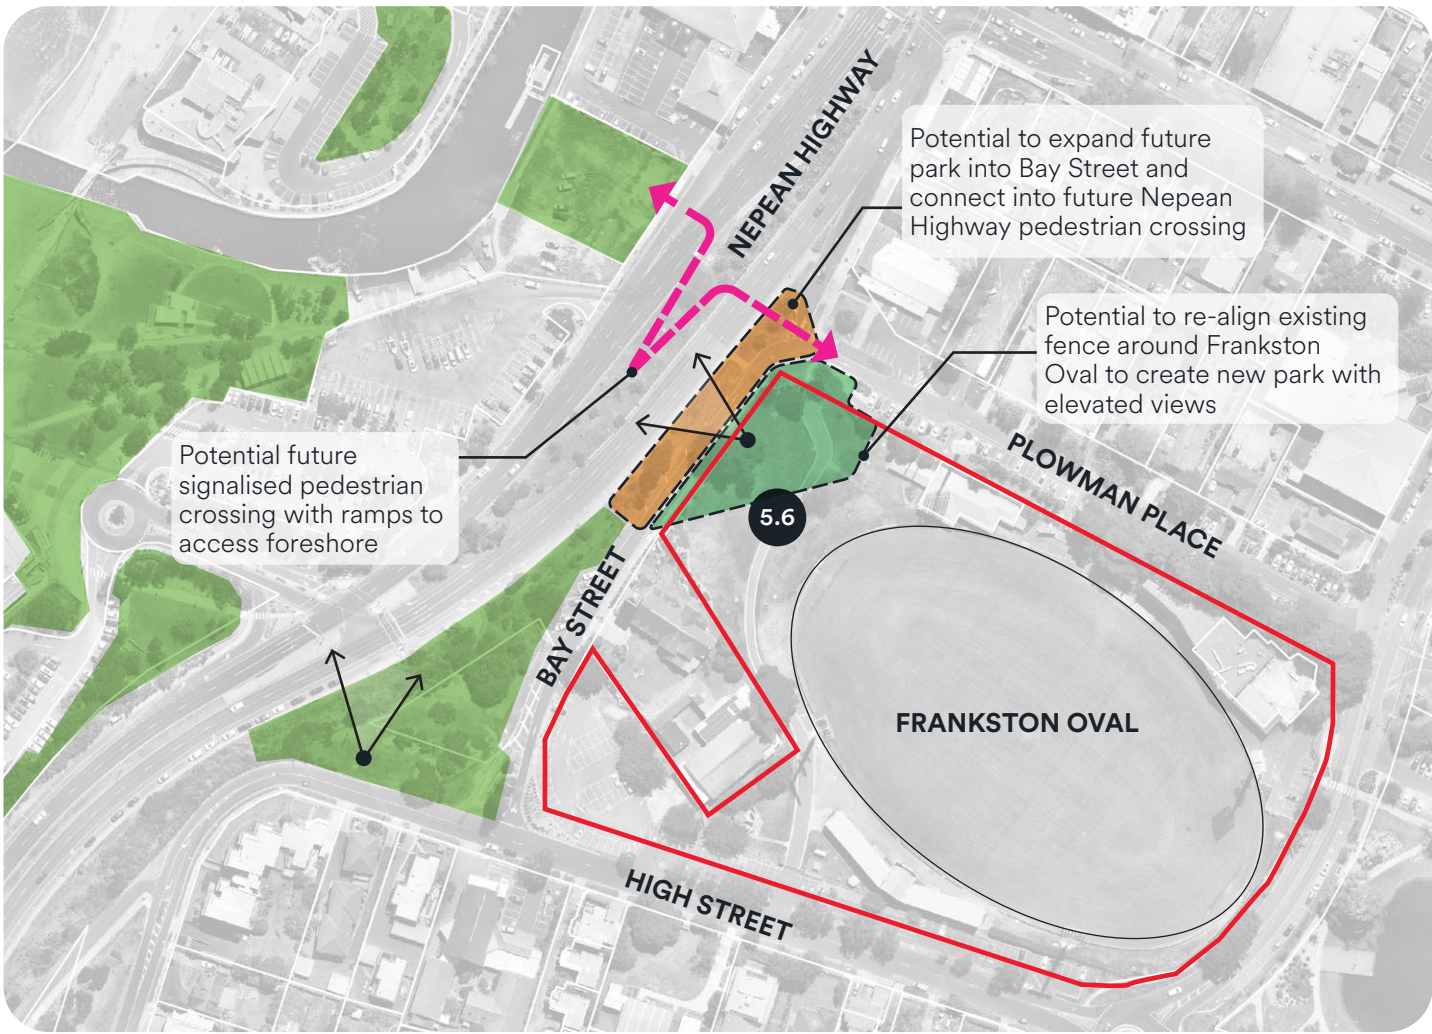 NEPEAN HIGHWAY
Potential to expand future
park into Bay Street and
connect into future Nepean
Highway pedestrian crossing
Potential to re-align existing
fence around Frankston
Oval to create new park with
elevated views
Potential future
signalised pedestrian
crossing with ramps to
access foreshore
PLOWMAN PLACE
5.6
BAY STREET
FRANKSTON OVAL
HIGH STREET